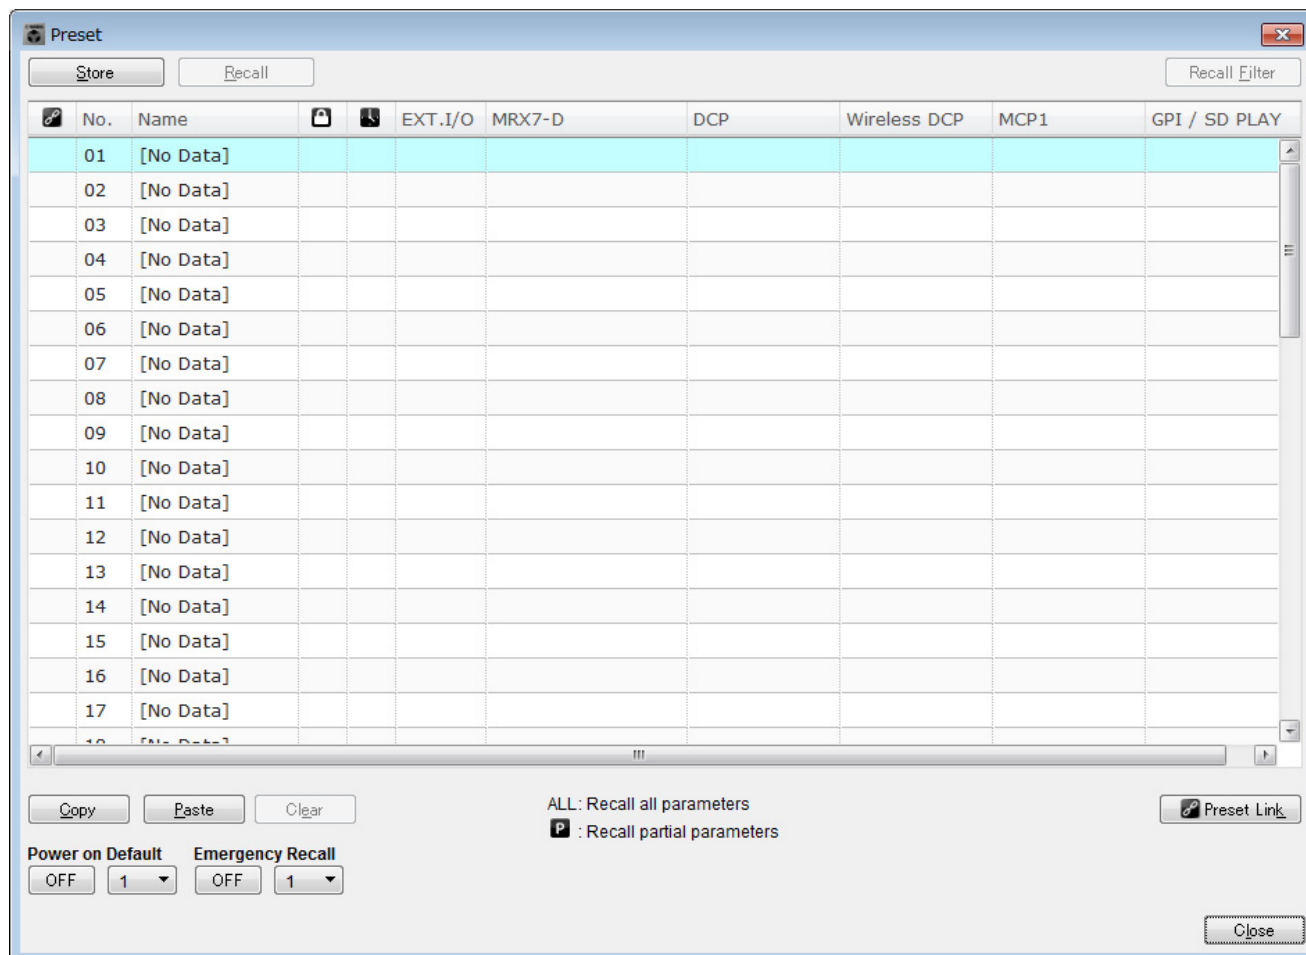 Preset
Store Recall Recall Filter
No. Name EXT.I/O MRX7-D DCP Wireless DCP MCP1 GPI / SD PLAY
01 [No Data]
02 [No Data]
03 [No Data]
04 [No Data]
05 [No Data]
06 [No Data]
07 [No Data]
08 [No Data]
09 [No Data]
10 [No Data]
11 [No Data]
12 [No Data]
13 [No Data]
14 [No Data]
15 [No Data]
16 [No Data]
17 [No Data]
Copy Paste Clear ALL: Recall all parameters Preset Link
P : Recall partial parameters
Power on Default Emergency Recall
OFF 1 OFF 1
Close